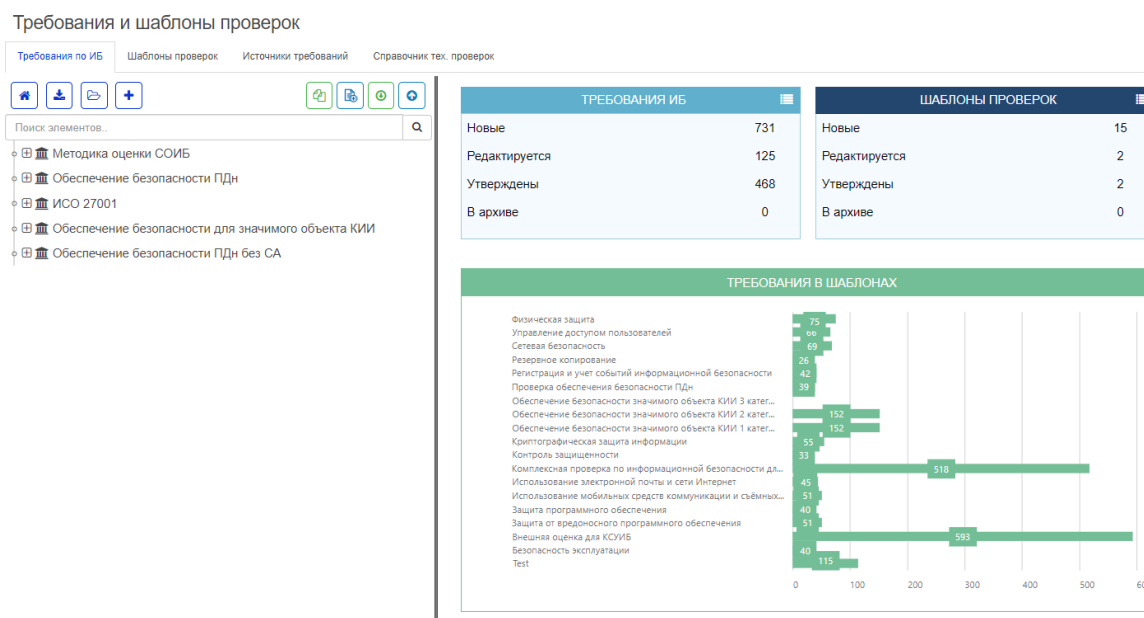 Требования и шаблоны проверок
Требования по ИБ Шаблоны проверок Источники требований Справочник тех. проверок
Поиск элементов..
Методика оценки СОИБ
Обеспечение безопасности ПДн
ИСО 27001
Обеспечение безопасности для значимого объекта КИИ
Обеспечение безопасности ПДн без СА
ТРЕБОВАНИЯ ИБ
Новые 731
Редактируется 125
Утверждены 468
В архиве 0
ШАБЛОНЫ ПРОВЕРОК
Новые 15
Редактируется 2
Утверждены 2
В архиве 0
ТРЕБОВАНИЯ В ШАБЛОНАХ
Физическая защита 75
Управление доступом пользователей 66
Сетевая безопасность 69
Резервное копирование 26
Регистрация и учет событий информационной безопасности 42
Проверка обеспечения безопасности ПДн 39
Обеспечение безопасности значимого объекта КИИ 3 катег...
Обеспечение безопасности значимого объекта КИИ 2 катег... 152
Обеспечение безопасности значимого объекта КИИ 1 катег... 152
Криптографическая защита информации 55
Контроль защищенности 33
Комплексная проверка по информационной безопасности дл... 518
Использование электронной почты и сети Интернет 45
Использование мобильных средств коммуникации и съёмных... 51
Защита программного обеспечения 40
Защита от вредоносного программного обеспечения 51
Внешняя оценка для КСУИБ 593
Безопасность эксплуатации 40
Test 115
0 100 200 300 400 500